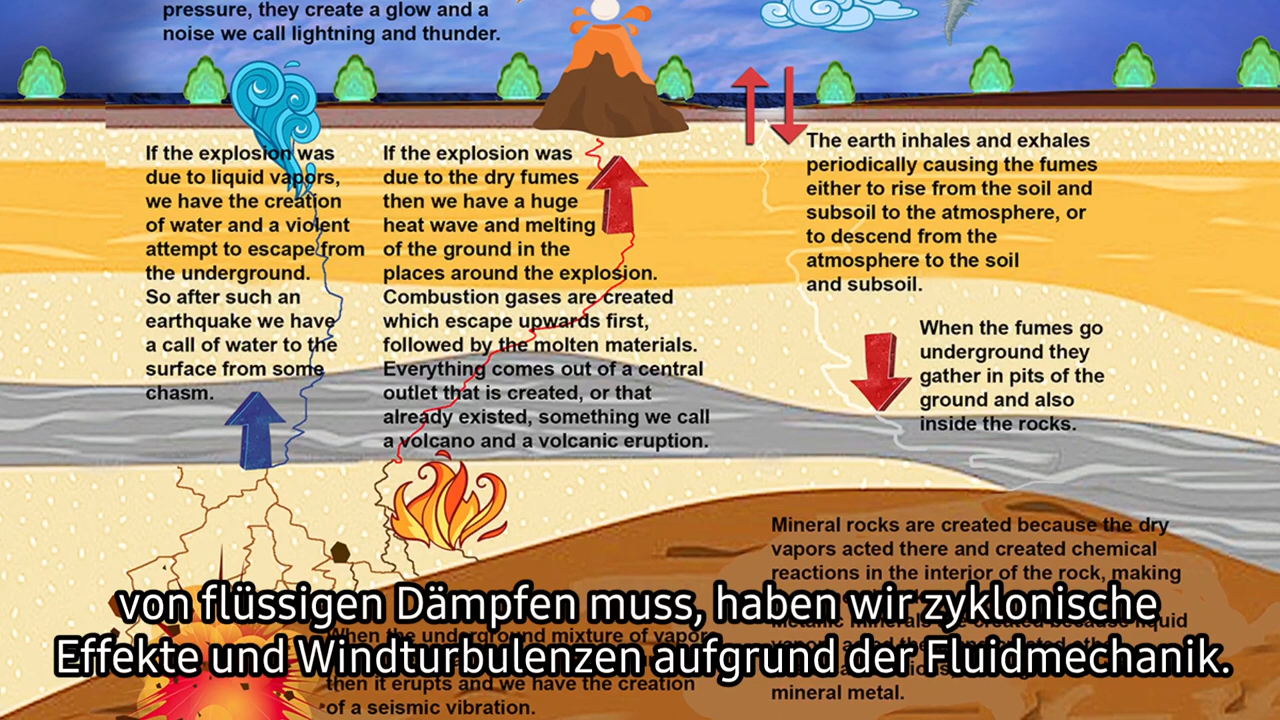 pressure, they create a glow and a
noise we call lightning and thunder.
If the explosion was
due to liquid vapors,
we have the creation
of water and a violent
attempt to escape from
the underground.
So after such an
earthquake we have
a call of water to the
surface from some
chasm.
If the explosion was
due to the dry fumes
then we have a huge
heat wave and melting
of the ground in the
places around the explosion.
Combustion gases are created
which escape upwards first,
followed by the molten materials.
Everything comes out of a central
outlet that is created, or that
already existed, something we call
a volcano and a volcanic eruption.
The earth inhales and exhales
periodically causing the fumes
either to rise from the soil and
subsoil to the atmosphere, or
to descend from the
atmosphere to the soil
and subsoil.
When the fumes go
underground they
gather in pits of the
ground and also
inside the rocks.
Mineral rocks are created because the dry
vapors acted there and created chemical
reactions in the interior of the rock, making
mineral metal.
When the underground mixture of vapor
then it erupts and we have the creation
of a seismic vibration.
von flüssigen Dämpfen muss, haben wir zyklonische
Effekte und Windturbulenzen aufgrund der Fluidmechanik.